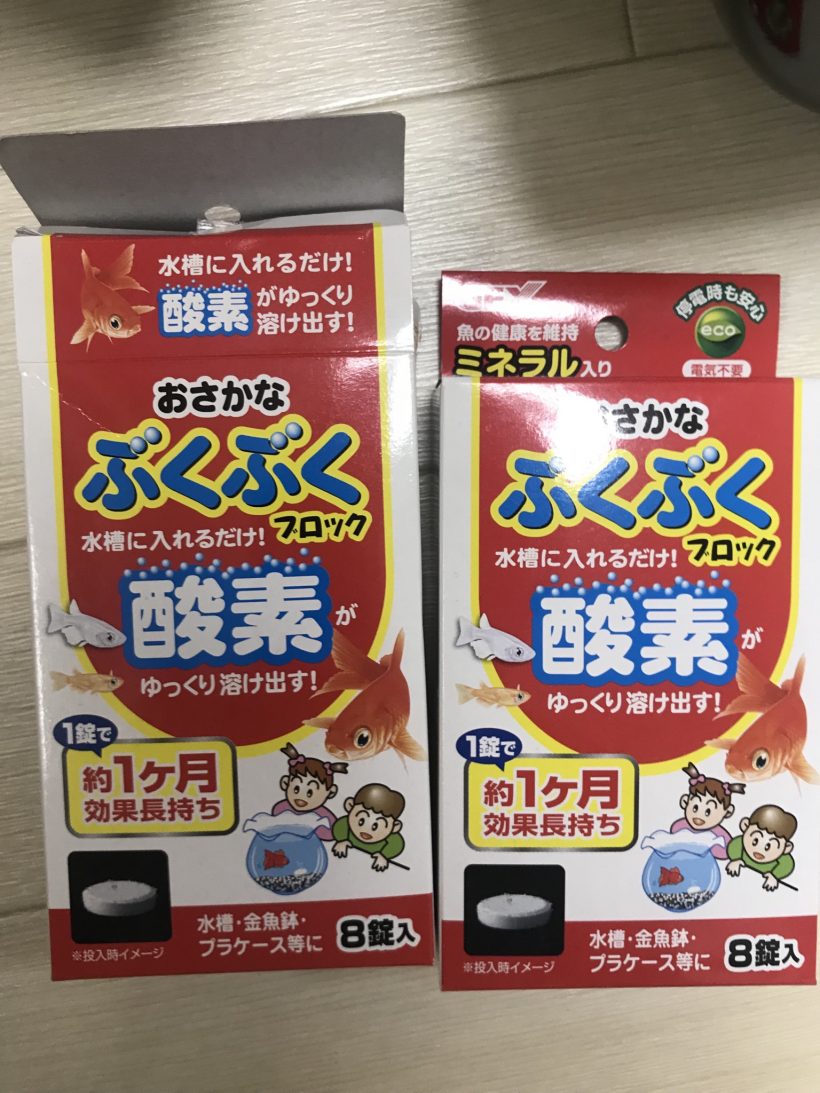 水槽に入れるだけ!
酸素がゆっくり
溶け出す!
おさかな
ぶくぶく
ブロック
水槽に入れるだけ!
酸素が
ゆっくり溶け出す!
1錠で
約1ヶ月
効果長持ち
※投入時イメージ
水槽・金魚鉢・
プラケース等に
8錠入
魚の健康を維持
ミネラル入り
停電時も安心
eco
電気不要
さかな
ぶくぶく
ブロック
水槽に入れるだけ!
酸素が
ゆっくり溶け出す!
1錠で
約1ヶ月
効果長持ち
※投入時イメージ
水槽・金魚鉢・
プラケース等に
8錠入